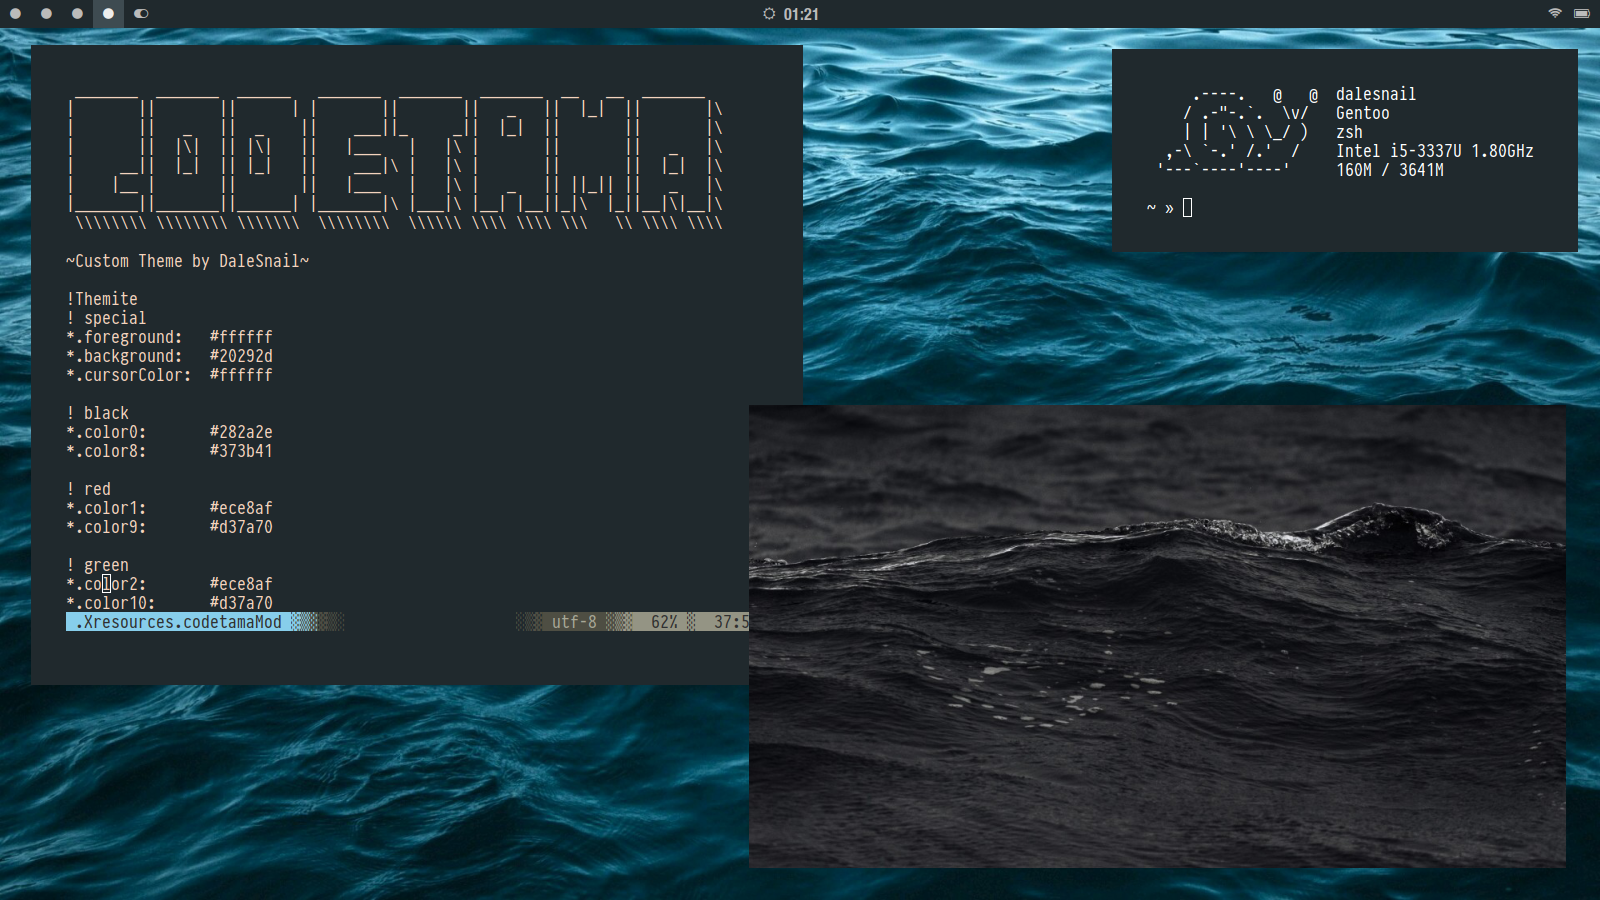 01:21
CODETAMA
~Custom Theme by DaleSnail~
!Themite
! special
*.foreground: #ffffff
*.background: #20292d
*.cursorColor: #ffffff
! black
*.color0: #282a2e
*.color8: #373b41
! red
*.color1: #ece8af
*.color9: #d37a70
! green
*.color2: #ece8af
*.color10: #d37a70
.Xresources.codetamaMod utf-8 62% 37:5
dalesnail
Gentoo
zsh
Intel i5-3337U 1.80GHz
160M / 3641M
~ »